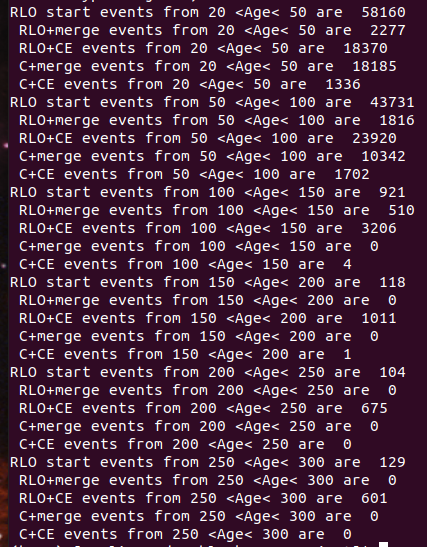 RLO start events from 20 <Age< 50 are  58160
RLO+merge events from 20 <Age< 50 are  2277
RLO+CE events from 20 <Age< 50 are  18370
C+merge events from 20 <Age< 50 are  18185
C+CE events from 20 <Age< 50 are  1336
RLO start events from 50 <Age< 100 are  43731
RLO+merge events from 50 <Age< 100 are  1816
RLO+CE events from 50 <Age< 100 are  23920
C+merge events from 50 <Age< 100 are  10342
C+CE events from 50 <Age< 100 are  1702
RLO start events from 100 <Age< 150 are  921
RLO+merge events from 100 <Age< 150 are  510
RLO+CE events from 100 <Age< 150 are  3206
C+merge events from 100 <Age< 150 are  0
C+CE events from 100 <Age< 150 are  4
RLO start events from 150 <Age< 200 are  118
RLO+merge events from 150 <Age< 200 are  0
RLO+CE events from 150 <Age< 200 are  1011
C+merge events from 150 <Age< 200 are  0
C+CE events from 150 <Age< 200 are  1
RLO start events from 200 <Age< 250 are  104
RLO+merge events from 200 <Age< 250 are  0
RLO+CE events from 200 <Age< 250 are  675
C+merge events from 200 <Age< 250 are  0
C+CE events from 200 <Age< 250 are  0
RLO start events from 250 <Age< 300 are  129
RLO+merge events from 250 <Age< 300 are  0
RLO+CE events from 250 <Age< 300 are  601
C+merge events from 250 <Age< 300 are  0
C+CE events from 250 <Age< 300 are  0